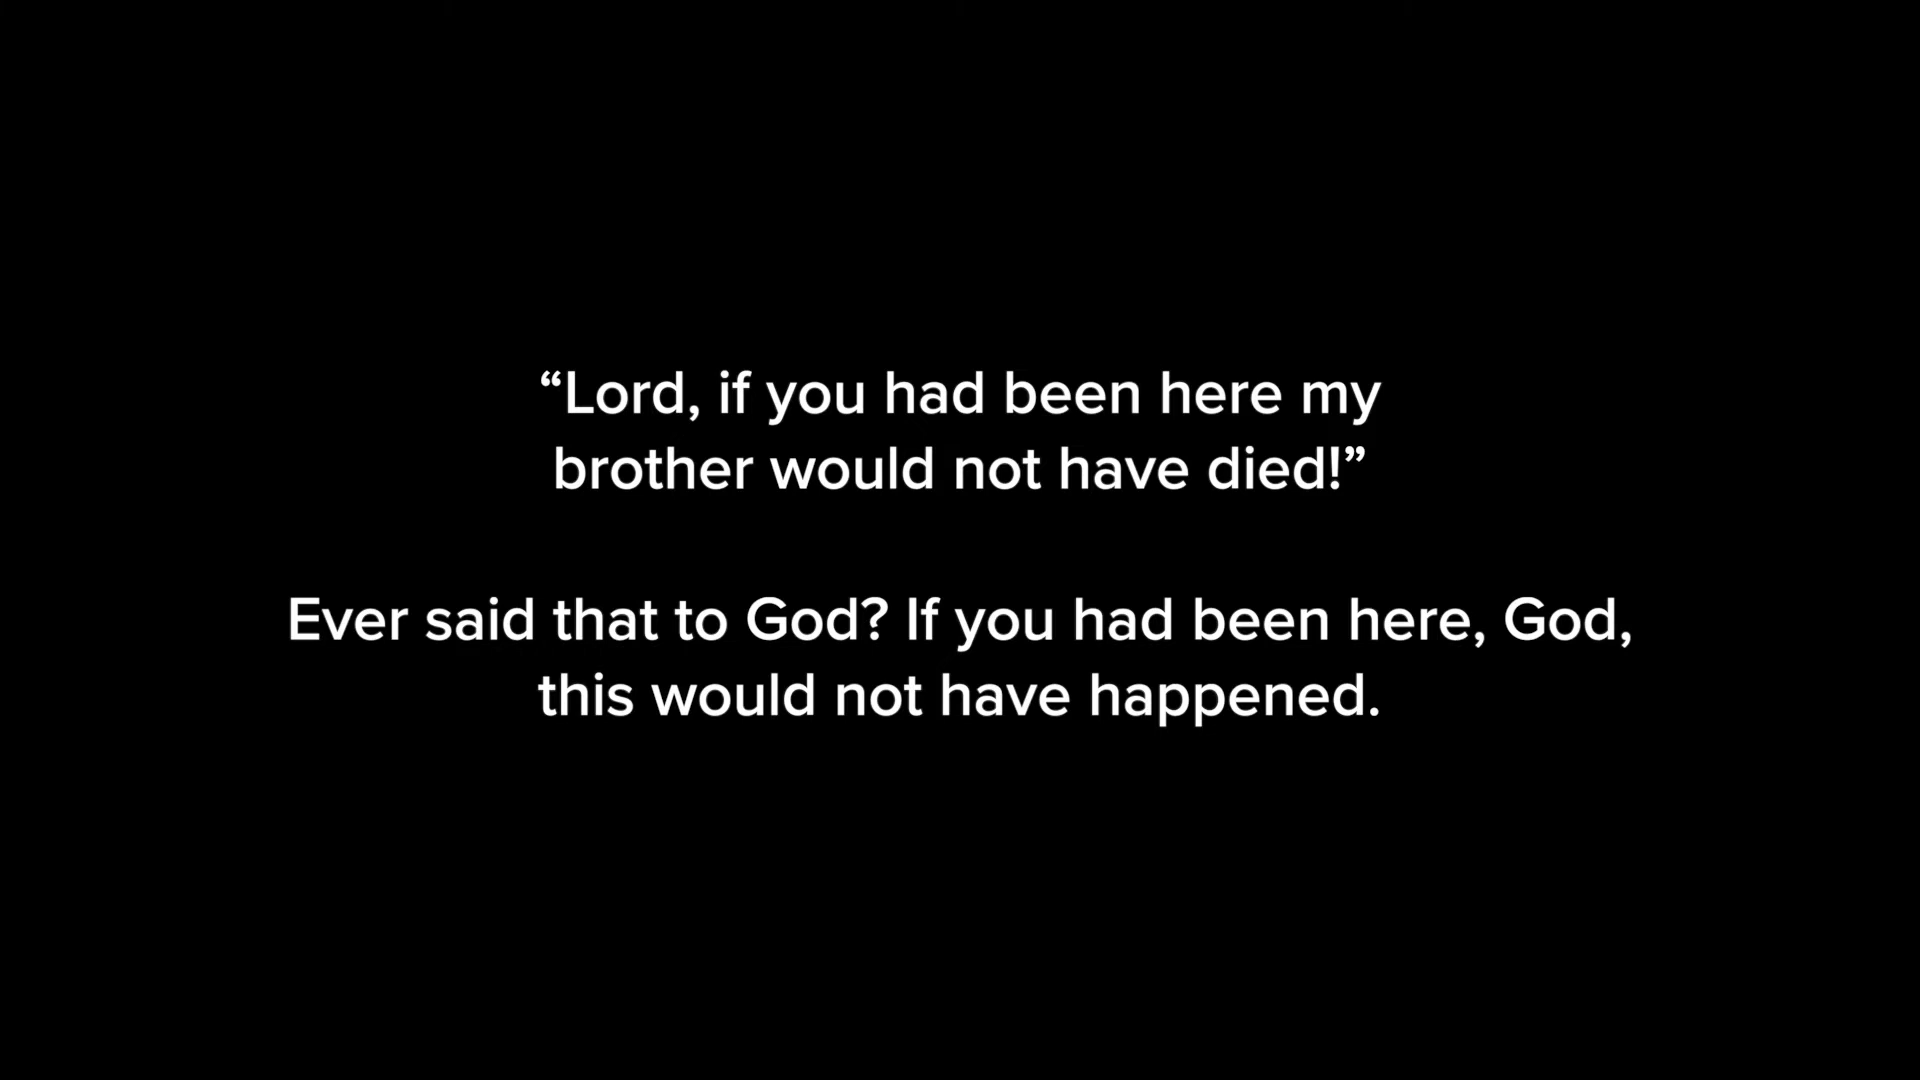 “Lord, if you had been here my
brother would not have died!”
Ever said that to God? If you had been here, God,
this would not have happened.